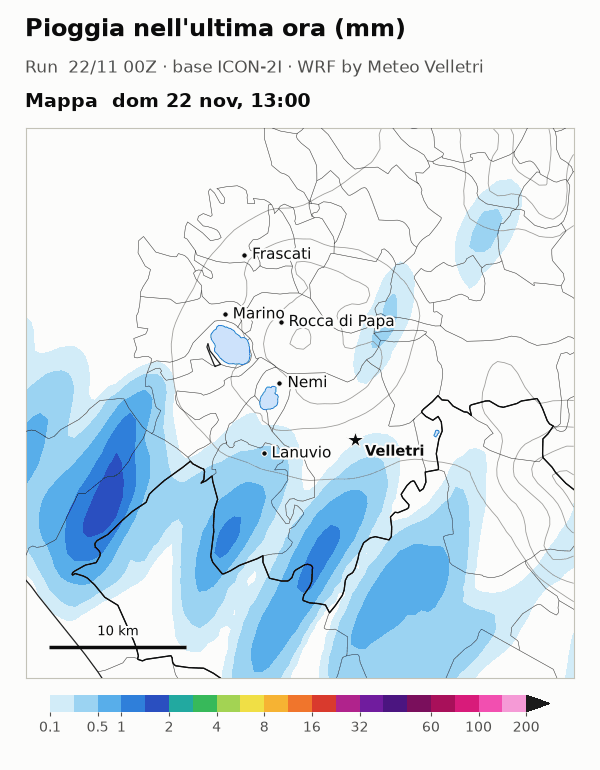 Pioggia nell'ultima ora (mm)
Run  22/11 00Z · base ICON-2I · WRF by Meteo Velletri
Mappa  dom 22 nov, 13:00
Frascati
Marino
Rocca di Papa
Nemi
Velletri
Lanuvio
10 km
0.1 0.5 1 2 4 8 16 32 60 100 200